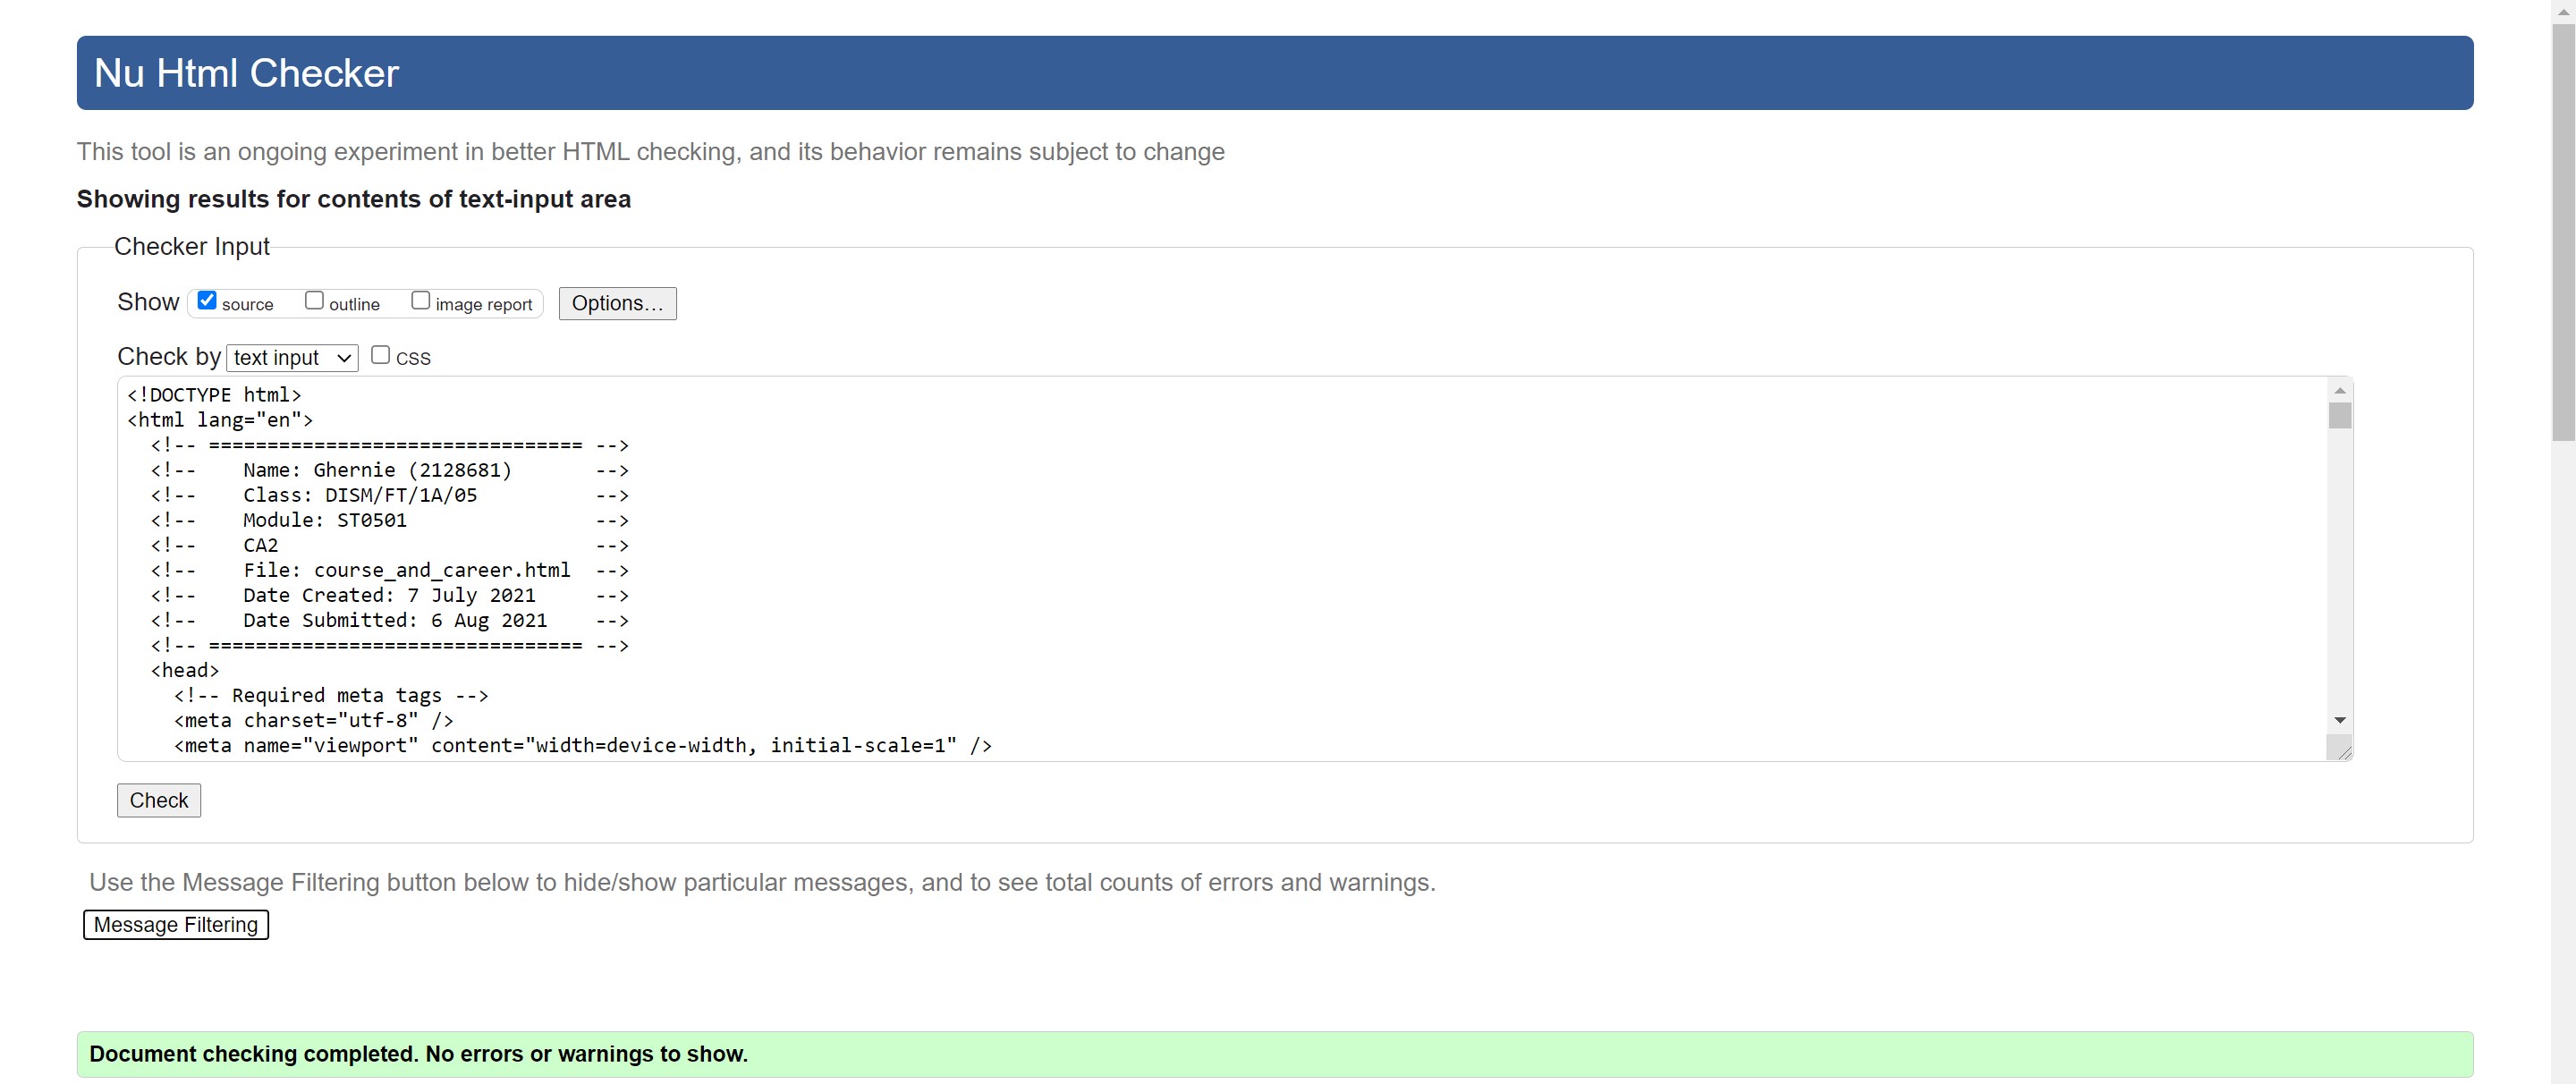 Nu Html Checker
This tool is an ongoing experiment in better HTML checking, and its behavior remains subject to change
Showing results for contents of text-input area
Checker Input
Show source outline image report Options...
Check by text input CSS
<!DOCTYPE html>
<html lang="en">
  <!-- ================================ -->
  <!--    Name: Ghernie (2128681)       -->
  <!--    Class: DISM/FT/1A/05          -->
  <!--    Module: ST0501                -->
  <!--    CA2                           -->
  <!--    File: course_and_career.html  -->
  <!--    Date Created: 7 July 2021     -->
  <!--    Date Submitted: 6 Aug 2021    -->
  <!-- ================================ -->
  <head>
    <!-- Required meta tags -->
    <meta charset="utf-8" />
    <meta name="viewport" content="width=device-width, initial-scale=1" />
Check
Use the Message Filtering button below to hide/show particular messages, and to see total counts of errors and warnings.
Message Filtering
Document checking completed. No errors or warnings to show.